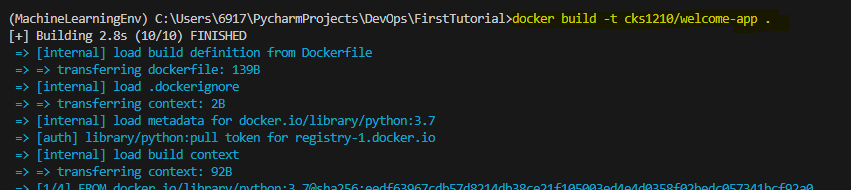 (MachineLearningEnv) C:\Users\6917\PycharmProjects\DevOps\FirstTutorial>docker build -t cks1210/welcome-app .
[+] Building 2.8s (10/10) FINISHED
=> [internal] load build definition from Dockerfile
=> => transferring dockerfile: 139B
=> [internal] load .dockerignore
=> => transferring context: 2B
=> [internal] load metadata for docker.io/library/python:3.7
=> [auth] library/python:pull token for registry-1.docker.io
=> [internal] load build context
=> => transferring context: 92B
=> [1/4] FROM docker.io/library/python:3.7@sha256:eedf63967cdb57d8214db38ce21f105003ed4e4d0358f02bedc057341bcf92a0